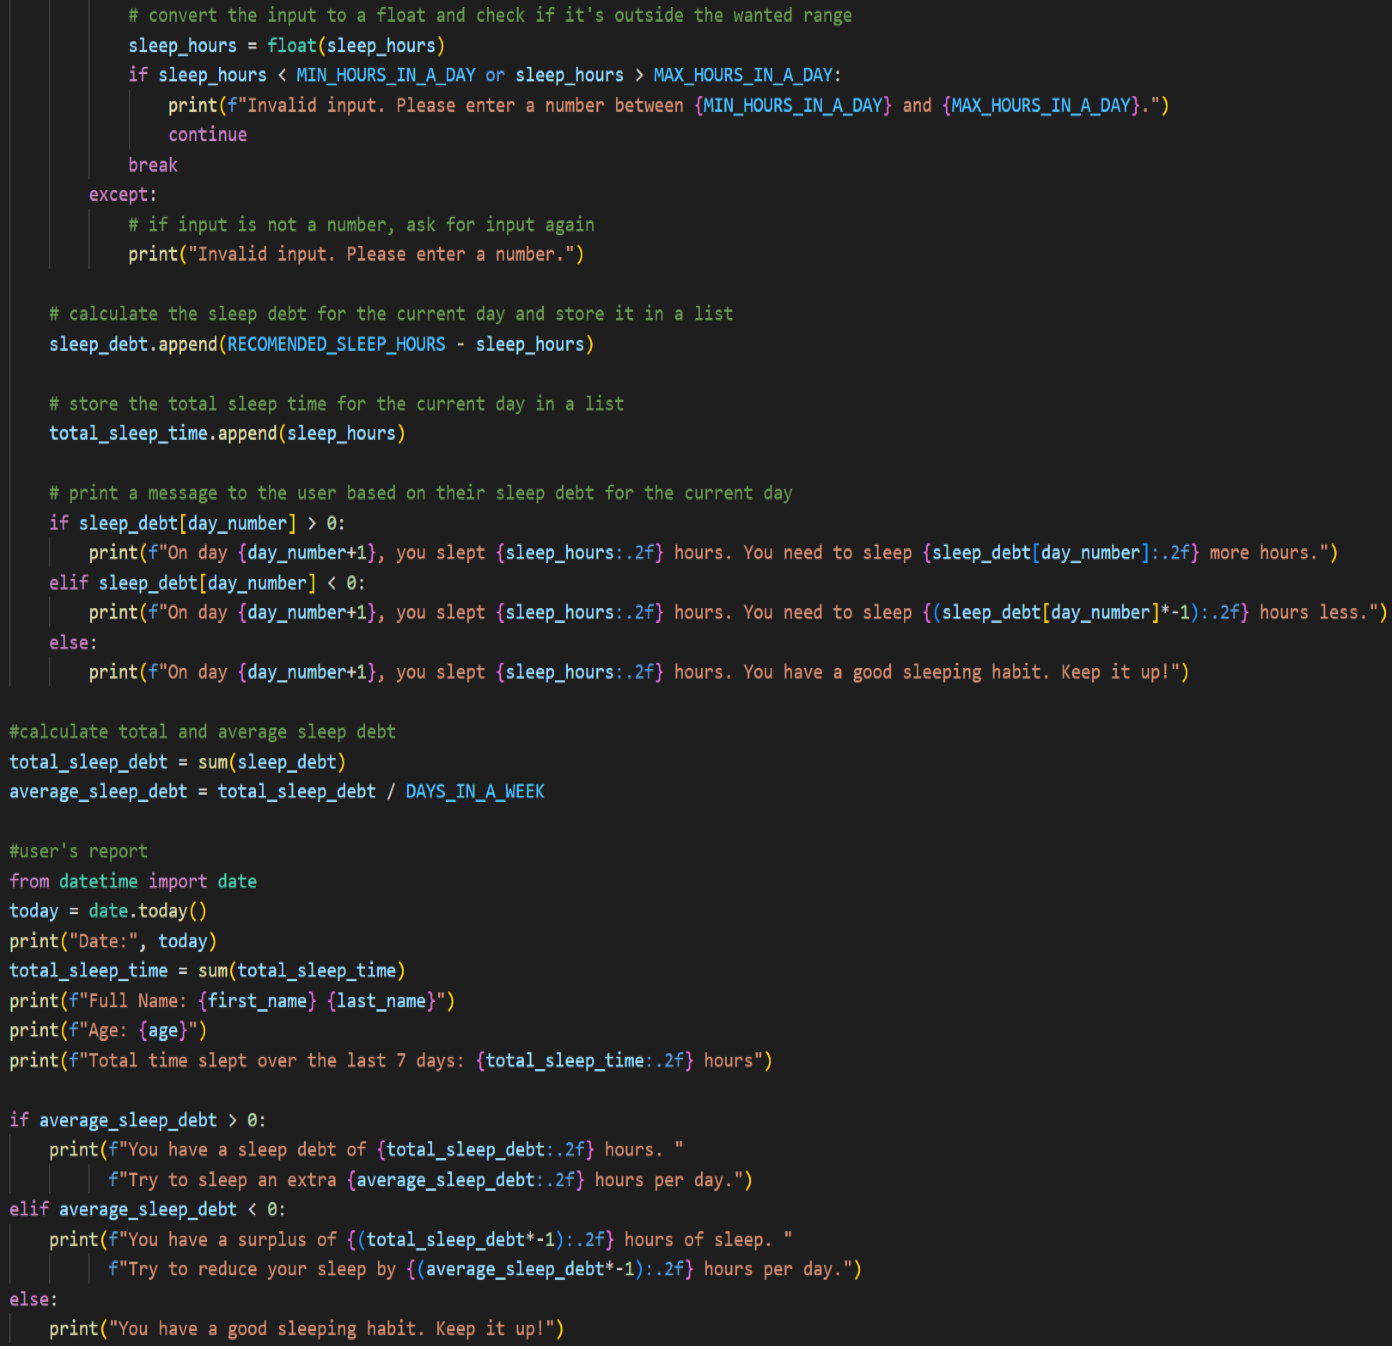 # convert the input to a float and check if it's outside the wanted range
sleep_hours = float(sleep_hours)
if sleep_hours < MIN_HOURS_IN_A_DAY or sleep_hours > MAX_HOURS_IN_A_DAY:
print(f"Invalid input. Please enter a number between {MIN_HOURS_IN_A_DAY} and {MAX_HOURS_IN_A_DAY}.")
continue
break
except:
# if input is not a number, ask for input again
print("Invalid input. Please enter a number.")
# calculate the sleep debt for the current day and store it in a list
sleep_debt.append(RECOMENDED_SLEEP_HOURS - sleep_hours)
# store the total sleep time for the current day in a list
total_sleep_time.append(sleep_hours)
# print a message to the user based on their sleep debt for the current day
if sleep_debt[day_number] > 0:
print(f"On day {day_number+1}, you slept {sleep_hours:.2f} hours. You need to sleep {sleep_debt[day_number]:.2f} more hours.")
elif sleep_debt[day_number] < 0:
print(f"On day {day_number+1}, you slept {sleep_hours:.2f} hours. You need to sleep {(sleep_debt[day_number]*-1):.2f} hours less.")
else:
print(f"On day {day_number+1}, you slept {sleep_hours:.2f} hours. You have a good sleeping habit. Keep it up!")
#calculate total and average sleep debt
total_sleep_debt = sum(sleep_debt)
average_sleep_debt = total_sleep_debt / DAYS_IN_A_WEEK
#user's report
from datetime import date
today = date.today()
print("Date:", today)
total_sleep_time = sum(total_sleep_time)
print(f"Full Name: {first_name} {last_name}")
print(f"Age: {age}")
print(f"Total time slept over the last 7 days: {total_sleep_time:.2f} hours")
if average_sleep_debt > 0:
print(f"You have a sleep debt of {total_sleep_debt:.2f} hours. "
f"Try to sleep an extra {average_sleep_debt:.2f} hours per day.")
elif average_sleep_debt < 0:
print(f"You have a surplus of {(total_sleep_debt*-1):.2f} hours of sleep. "
f"Try to reduce your sleep by {(average_sleep_debt*-1):.2f} hours per day.")
else:
print("You have a good sleeping habit. Keep it up!")